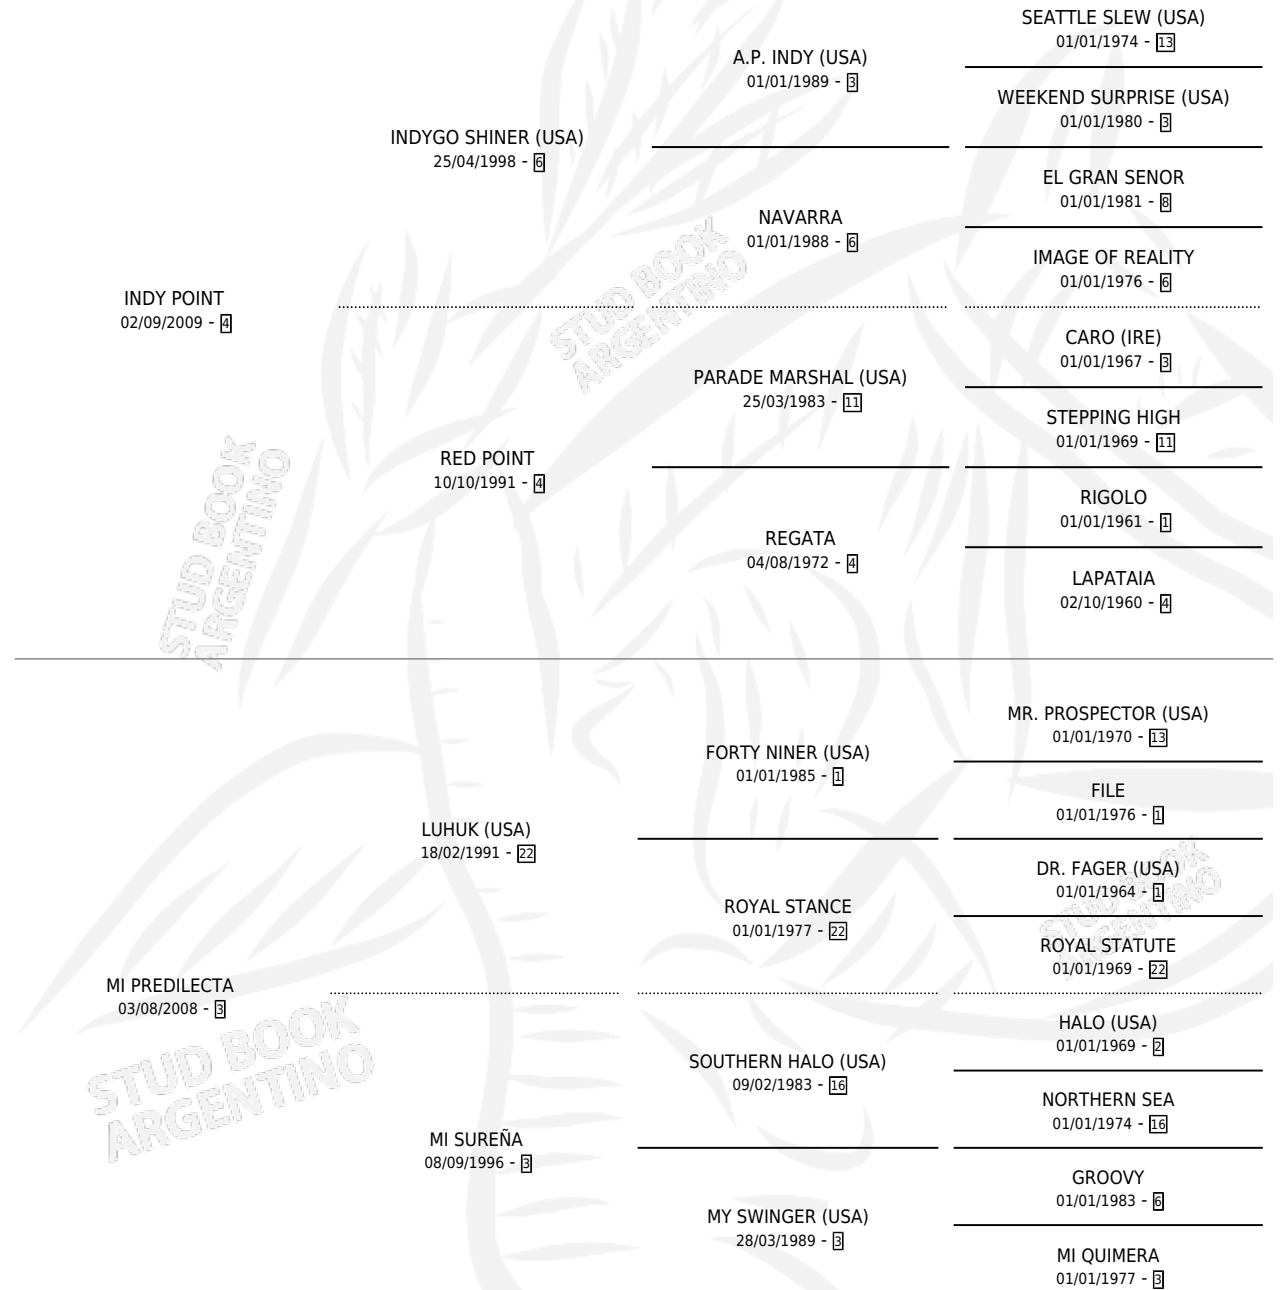 SEATTLE SLEW (USA)
01/01/1974 - 13
A.P. INDY (USA)
01/01/1989 - 3
WEEKEND SURPRISE (USA)
01/01/1980 - 3
INDYGO SHINER (USA)
25/04/1998 - 6
EL GRAN SENOR
01/01/1981 - 8
NAVARRA
01/01/1988 - 6
IMAGE OF REALITY
01/01/1976 - 6
INDY POINT
02/09/2009 - 4
CARO (IRE)
01/01/1967 - 3
PARADE MARSHAL (USA)
25/03/1983 - 11
STEPPING HIGH
01/01/1969 - 11
RED POINT
10/10/1991 - 4
RIGOLO
01/01/1961 - 1
REGATA
04/08/1972 - 4
LAPATAIA
02/10/1960 - 4
MR. PROSPECTOR (USA)
01/01/1970 - 13
FORTY NINER (USA)
01/01/1985 - 1
FILE
01/01/1976 - 1
LUHUK (USA)
18/02/1991 - 22
DR. FAGER (USA)
01/01/1964 - 1
ROYAL STANCE
01/01/1977 - 22
ROYAL STATUTE
01/01/1969 - 22
MI PREDILECTA
03/08/2008 - 3
HALO (USA)
01/01/1969 - 2
SOUTHERN HALO (USA)
09/02/1983 - 16
NORTHERN SEA
01/01/1974 - 16
MI SUREÑA
08/09/1996 - 3
GROOVY
01/01/1983 - 6
MY SWINGER (USA)
28/03/1989 - 3
MI QUIMERA
01/01/1977 - 3
STUD BOOK
ARGENTINO
STUD BOOK
ARGENTINO
STUD BOOK
ARGENTINO
STUD BOOK
ARGENTINO